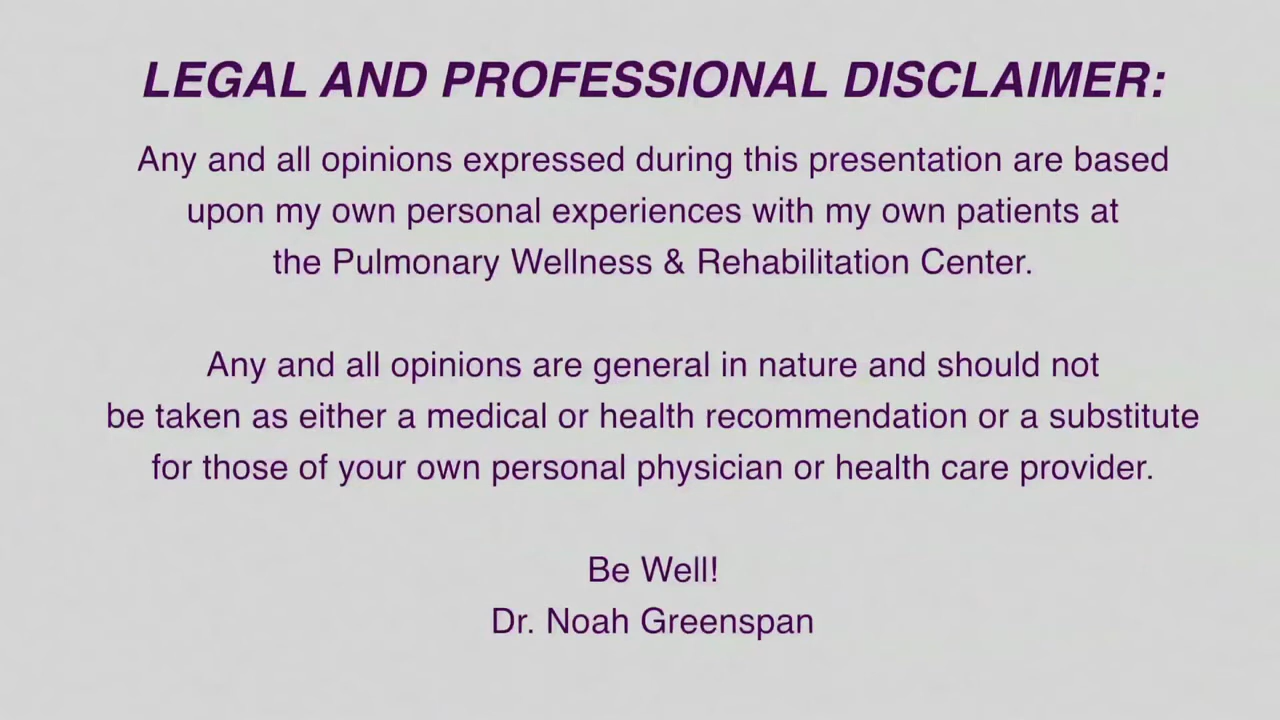 LEGAL AND PROFESSIONAL DISCLAIMER:
Any and all opinions expressed during this presentation are based
upon my own personal experiences with my own patients at
the Pulmonary Wellness & Rehabilitation Center.
Any and all opinions are general in nature and should not
be taken as either a medical or health recommendation or a substitute
for those of your own personal physician or health care provider.
Be Well!
Dr. Noah Greenspan